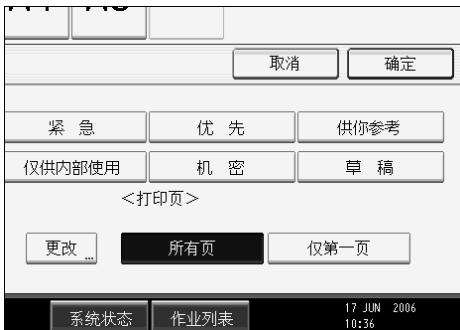 取消 确定
紧 急 优 先 供你参考
仅供内部使用 机 密 草 稿
<打印页>
更改... 所有页 仅第一页
系统状态 作业列表 17 JUN 2006
10:36